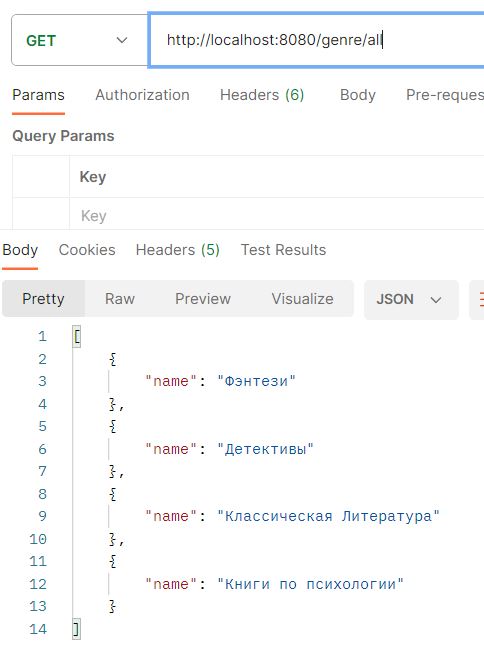 GET http://localhost:8080/genre/all
Params Authorization Headers (6) Body Pre-reques
Query Params
Key
Key
Body Cookies Headers (5) Test Results
Pretty Raw Preview Visualize JSON
1 [
2 {
3 "name": "Фэнтези"
4 },
5 {
6 "name": "Детективы"
7 },
8 {
9 "name": "Классическая Литература"
10 },
11 {
12 "name": "Книги по психологии"
13 }
14 ]